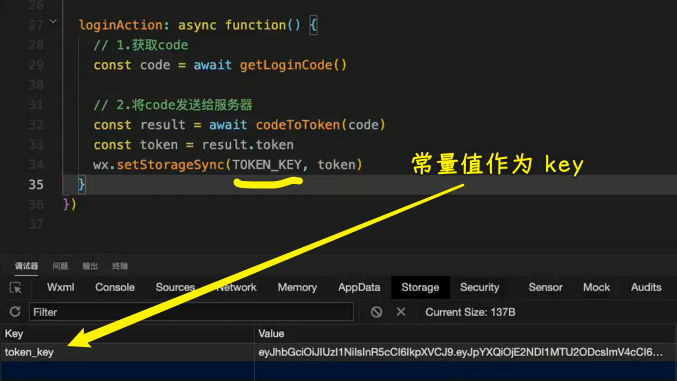 26
27 loginAction: async function() {
28 // 1.获取code
29 const code = await getLoginCode()
30
31 // 2.将code发送给服务器
32 const result = await codeToToken(code)
33 const token = result.token
34 wx.setStorageSync(TOKEN_KEY, token)
常量值作为 key
35 }
36 })
37
调试器 问题 输出 终端
Wxml Console Sources Network Memory AppData Storage Security Sensor Mock Audits
Filter Current Size: 137B
Key Value
token_key